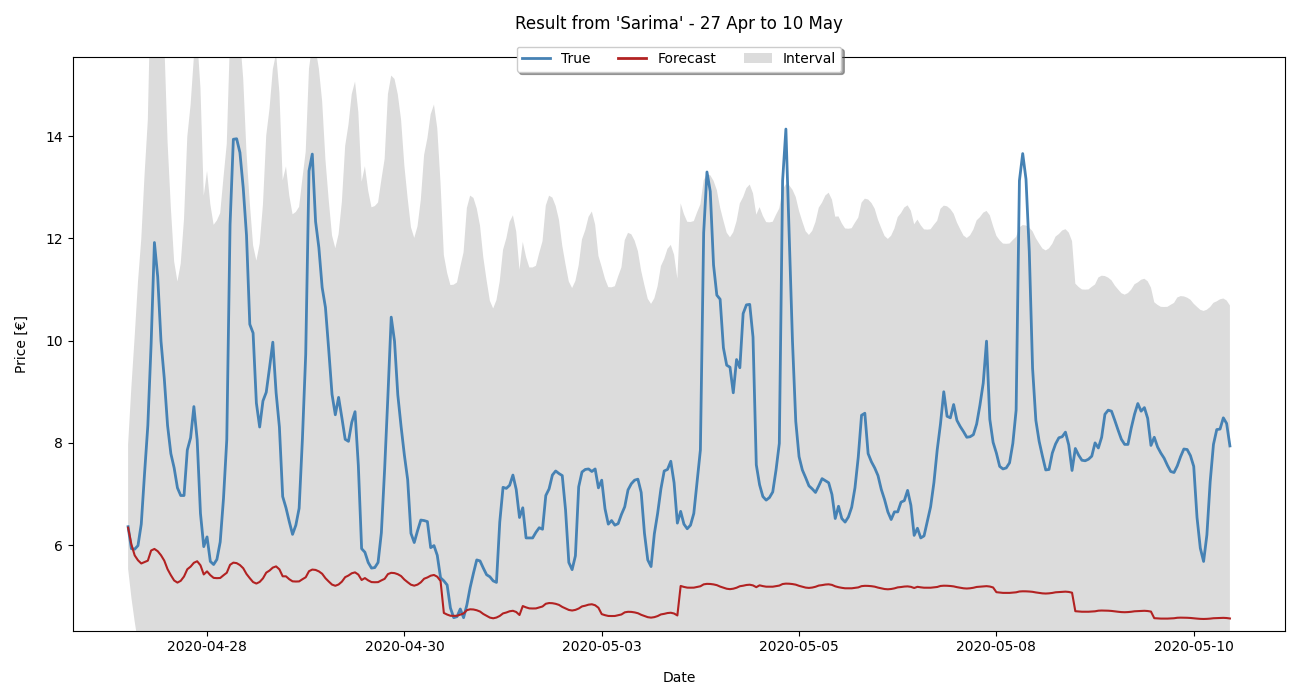 Result from 'Sarima' - 27 Apr to 10 May
True Forecast Interval
Price [€]
14
12
10
8
6
2020-04-28 2020-04-30 2020-05-03 2020-05-05 2020-05-08 2020-05-10
Date